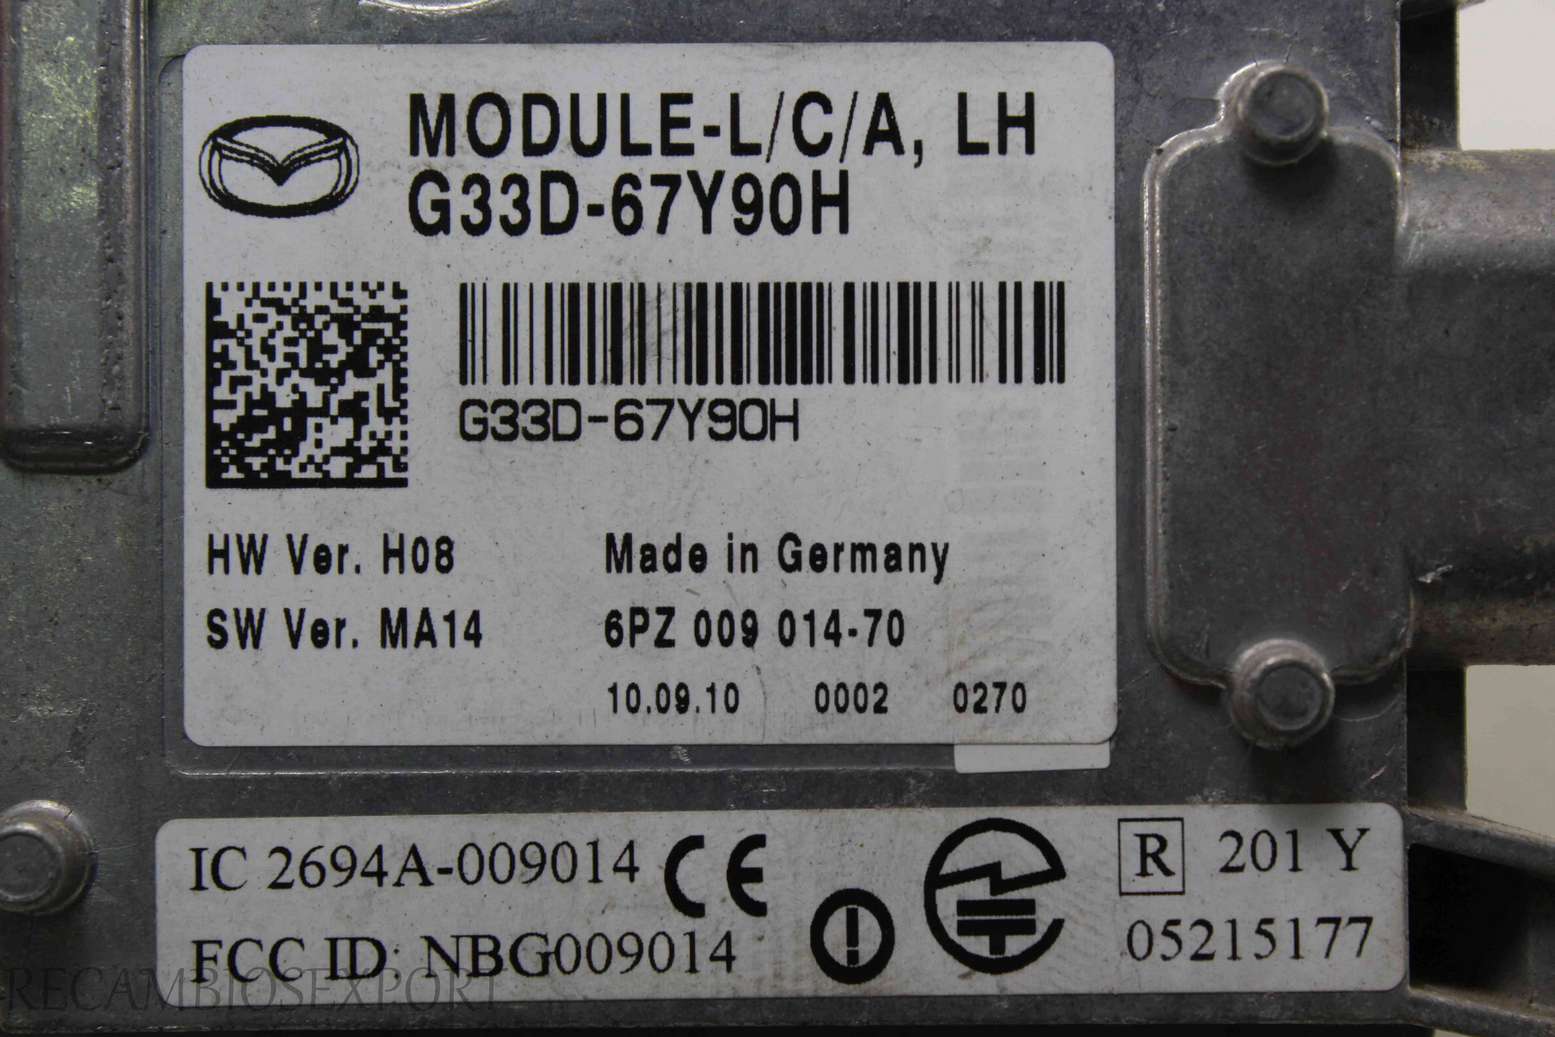 MODULE-L/C/A, LH
G33D-67Y90H
G33D-67Y90H
HW Ver. H08 Made in Germany
SW Ver. MA14 6PZ 009 014-70
10.09.10 0002 0270
IC 2694A-009014 CE R 201 Y
FCC ID: NBG009014 05215177
RECAMBIOSEXPORT